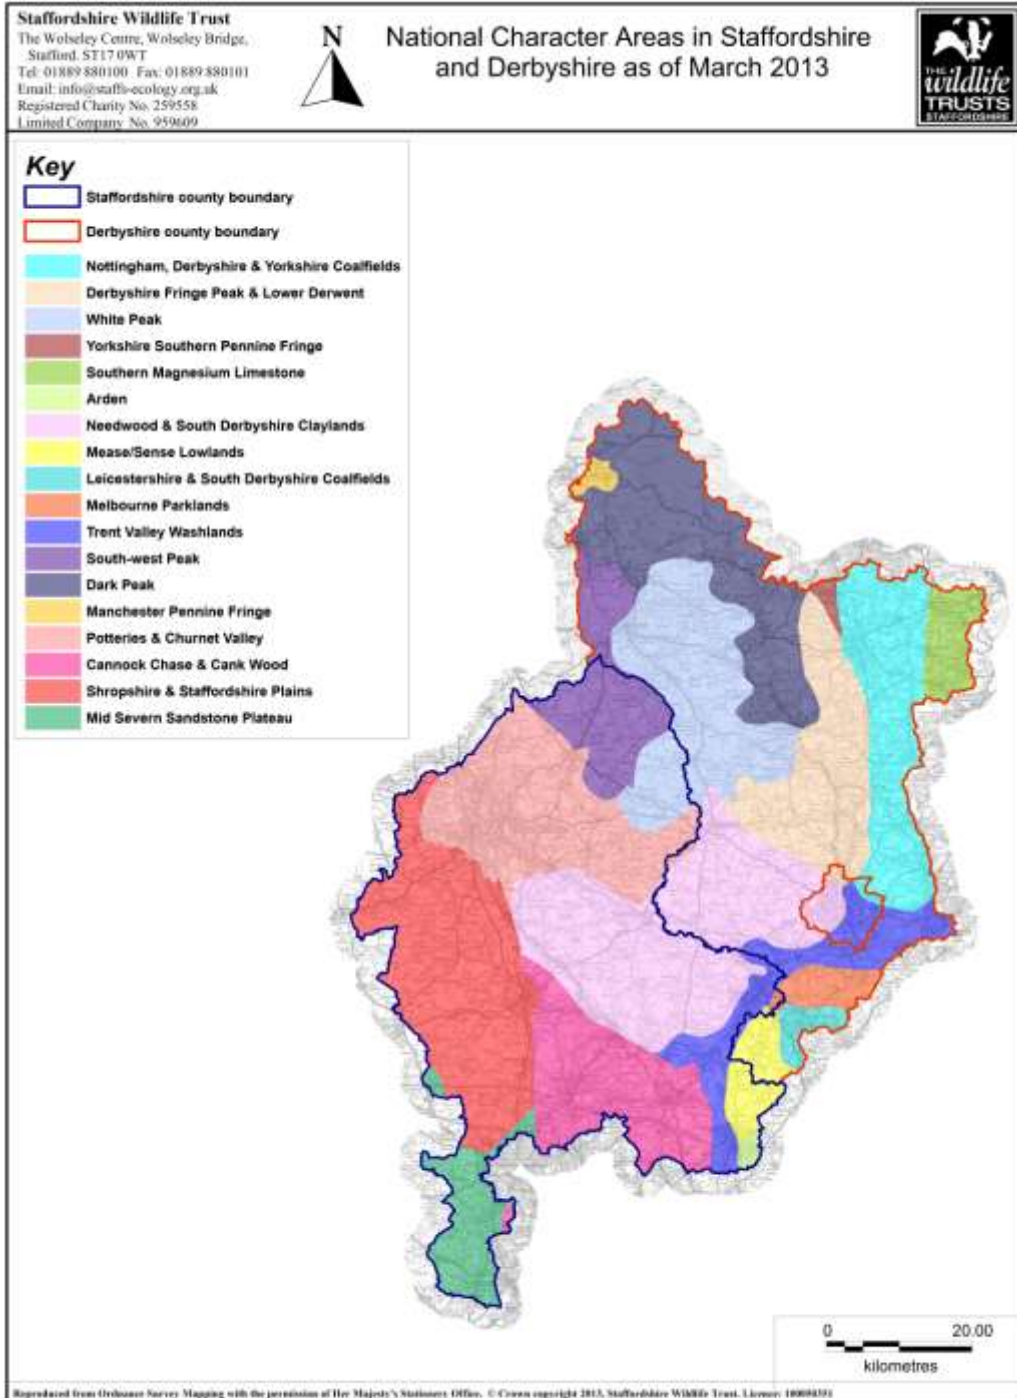 Staffordshire Wildlife Trust
The Wolseley Centre, Wolseley Bridge,
Stafford. ST17 0WT
Tel: 01889 880100 Fax: 01889 880101
Email: info@staffs-ecology.org.uk
Registered Charity No. 259558
Limited Company No. 959609
N
National Character Areas in Staffordshire
and Derbyshire as of March 2013
THE
wildlife
TRUSTS
STAFFORDSHIRE
Key
Staffordshire county boundary
Derbyshire county boundary
Nottingham, Derbyshire & Yorkshire Coalfields
Derbyshire Fringe Peak & Lower Derwent
White Peak
Yorkshire Southern Pennine Fringe
Southern Magnesium Limestone
Arden
Needwood & South Derbyshire Claylands
Mease/Sense Lowlands
Leicestershire & South Derbyshire Coalfields
Melbourne Parklands
Trent Valley Washlands
South-west Peak
Dark Peak
Manchester Pennine Fringe
Potteries & Churnet Valley
Cannock Chase & Cank Wood
Shropshire & Staffordshire Plains
Mid Severn Sandstone Plateau
0 20.00
kilometres
Reproduced from Ordnance Survey Mapping with the permission of Her Majesty's Stationery Office. © Crown copyright 2013, Staffordshire Wildlife Trust. Licence: